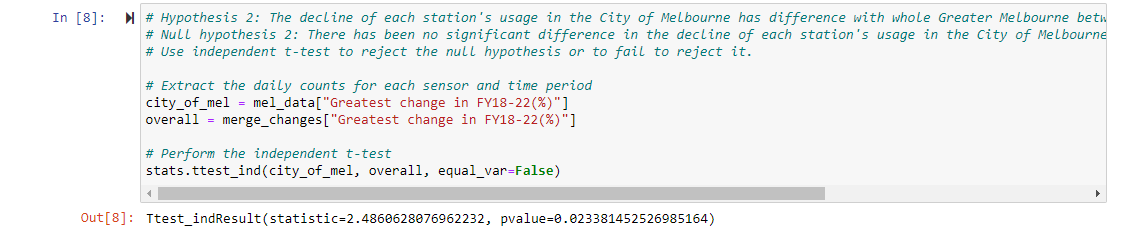 In [8]:
# Hypothesis 2: The decline of each station's usage in the City of Melbourne has difference with whole Greater Melbourne betw
# Null hypothesis 2: There has been no significant difference in the decline of each station's usage in the City of Melbourne
# Use independent t-test to reject the null hypothesis or to fail to reject it.
# Extract the daily counts for each sensor and time period
city_of_mel = mel_data["Greatest change in FY18-22(%)"]
overall = merge_changes["Greatest change in FY18-22(%)"]
# Perform the independent t-test
stats.ttest_ind(city_of_mel, overall, equal_var=False)
Out[8]: Ttest_indResult(statistic=2.4860628076962232, pvalue=0.023381452526985164)